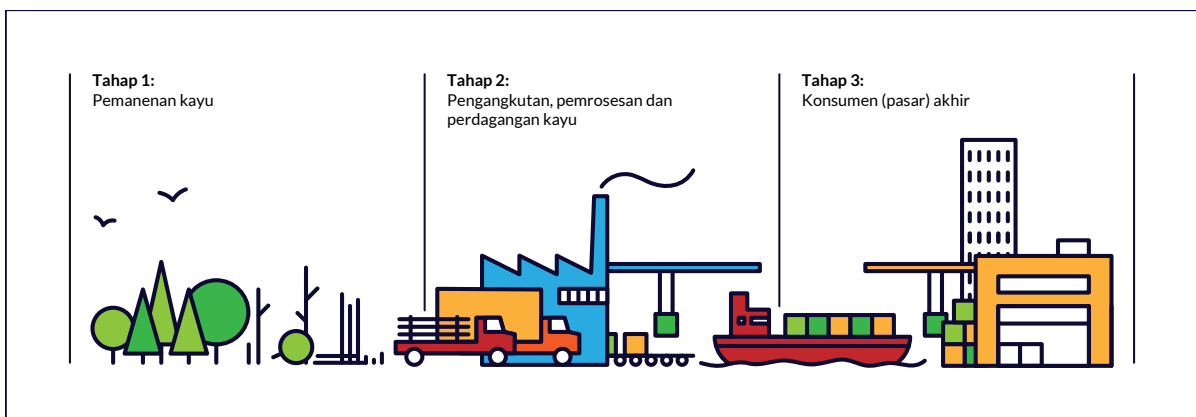 Tahap 1:
Pemanenan kayu
Tahap 2:
Pengangkutan, pemrosesan dan
perdagangan kayu
Tahap 3:
Konsumen (pasar) akhir